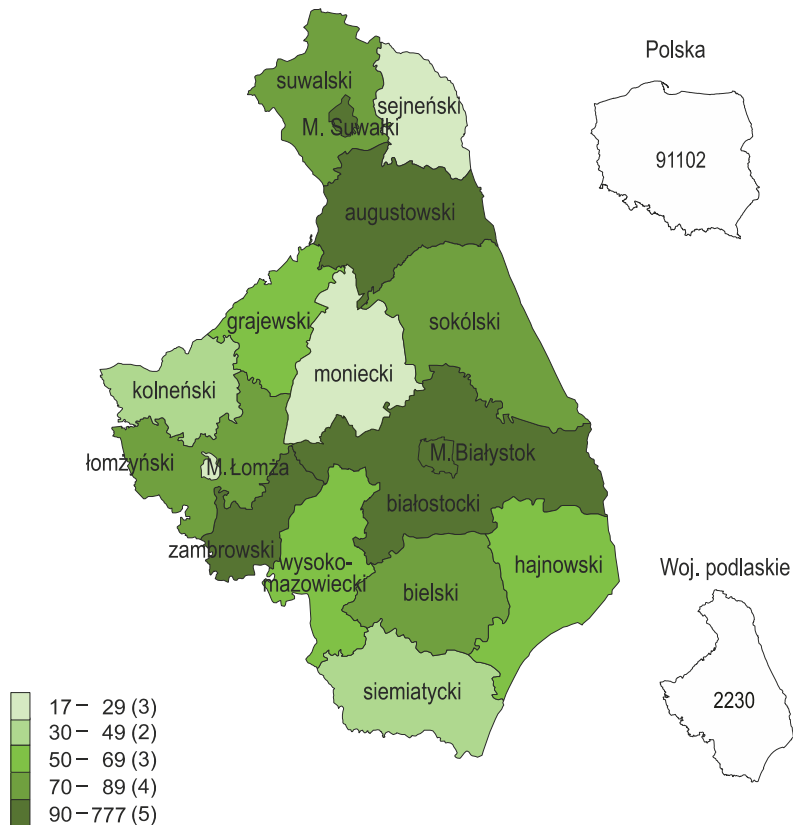 Polska
91102
suwalski
sejneński
M. Suwałki
augustowski
grajewski
sokólski
moniecki
kolneński
łomżyński
M. Łomża
M. Białystok
białostocki
zambrowski
wysoko-
mazowiecki
hajnowski
bielski
siemiatycki
Woj. podlaskie
2230
17 – 29 (3)
30 – 49 (2)
50 – 69 (3)
70 – 89 (4)
90 – 777 (5)